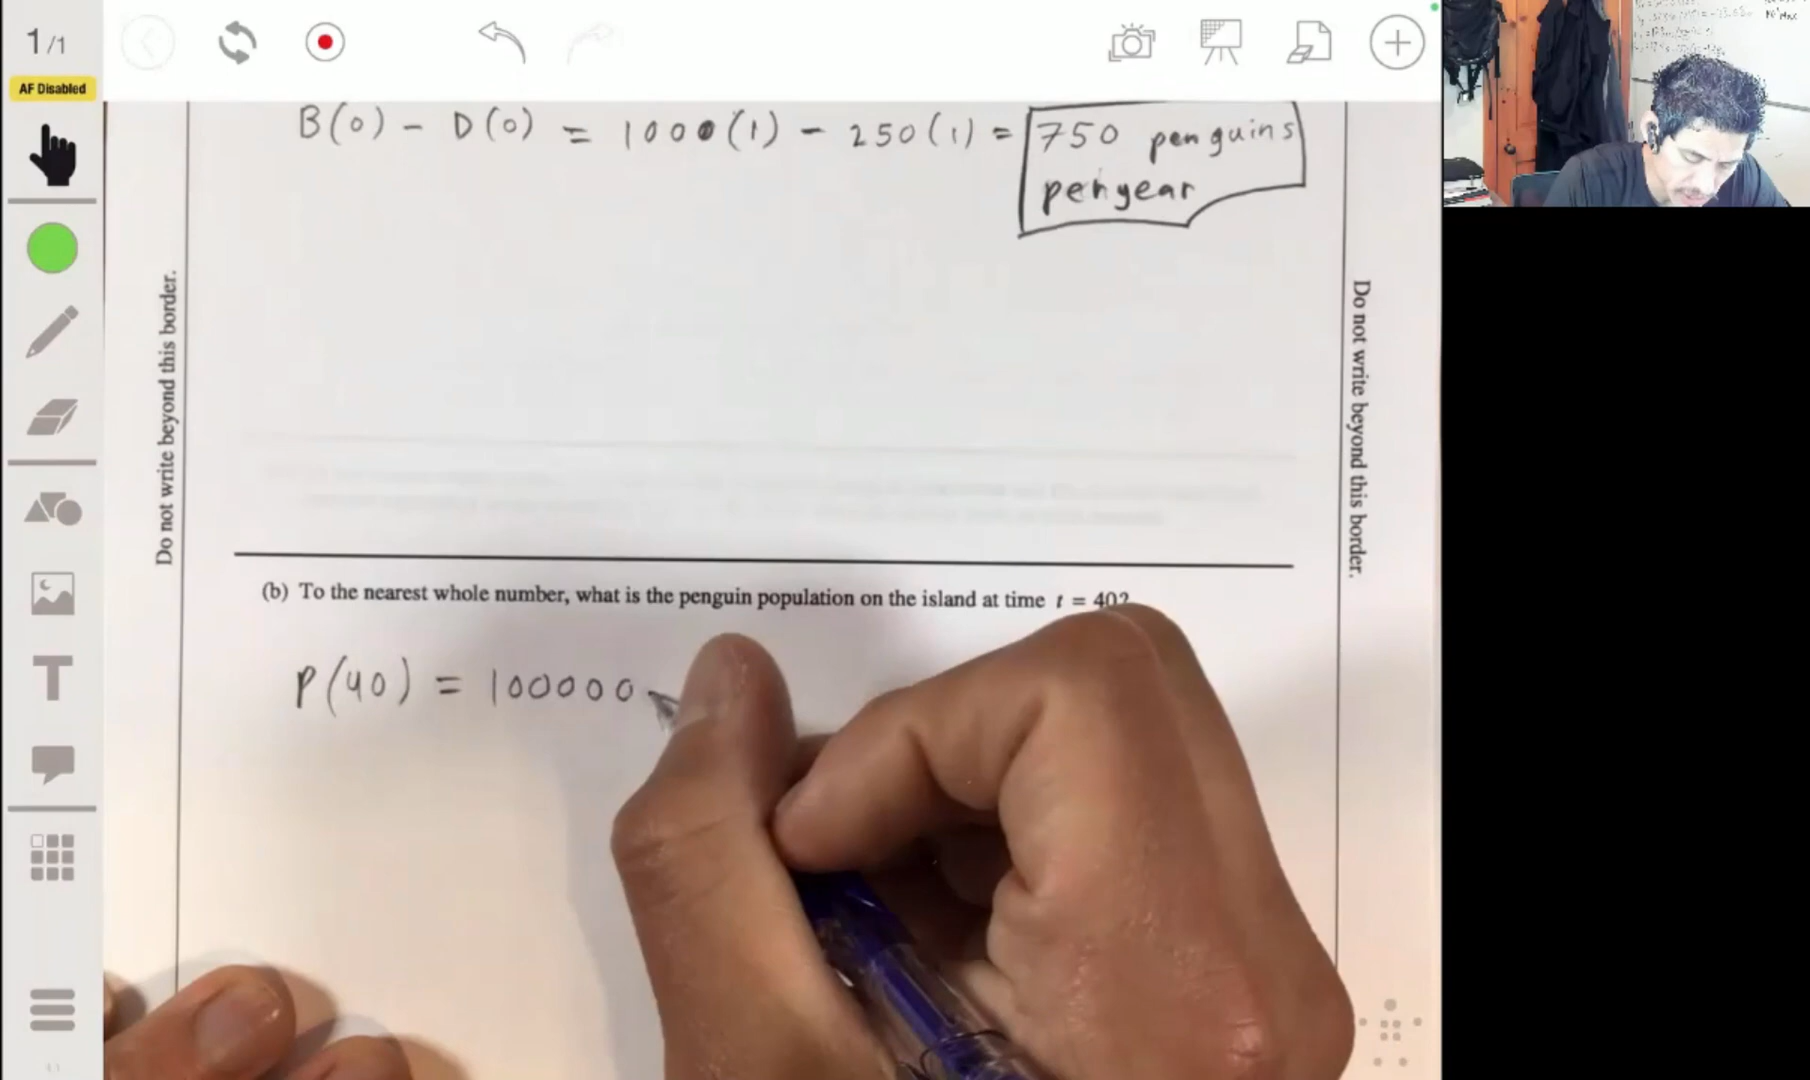 1/1
AF Disabled
B(0) - D(0) = 1000(1) - 250(1) = 750 penguins
per year
Do not write beyond this border.
Do not write beyond this border.
(b) To the nearest whole number, what is the penguin population on the island at time t = 40?
P(40) = 100000
T